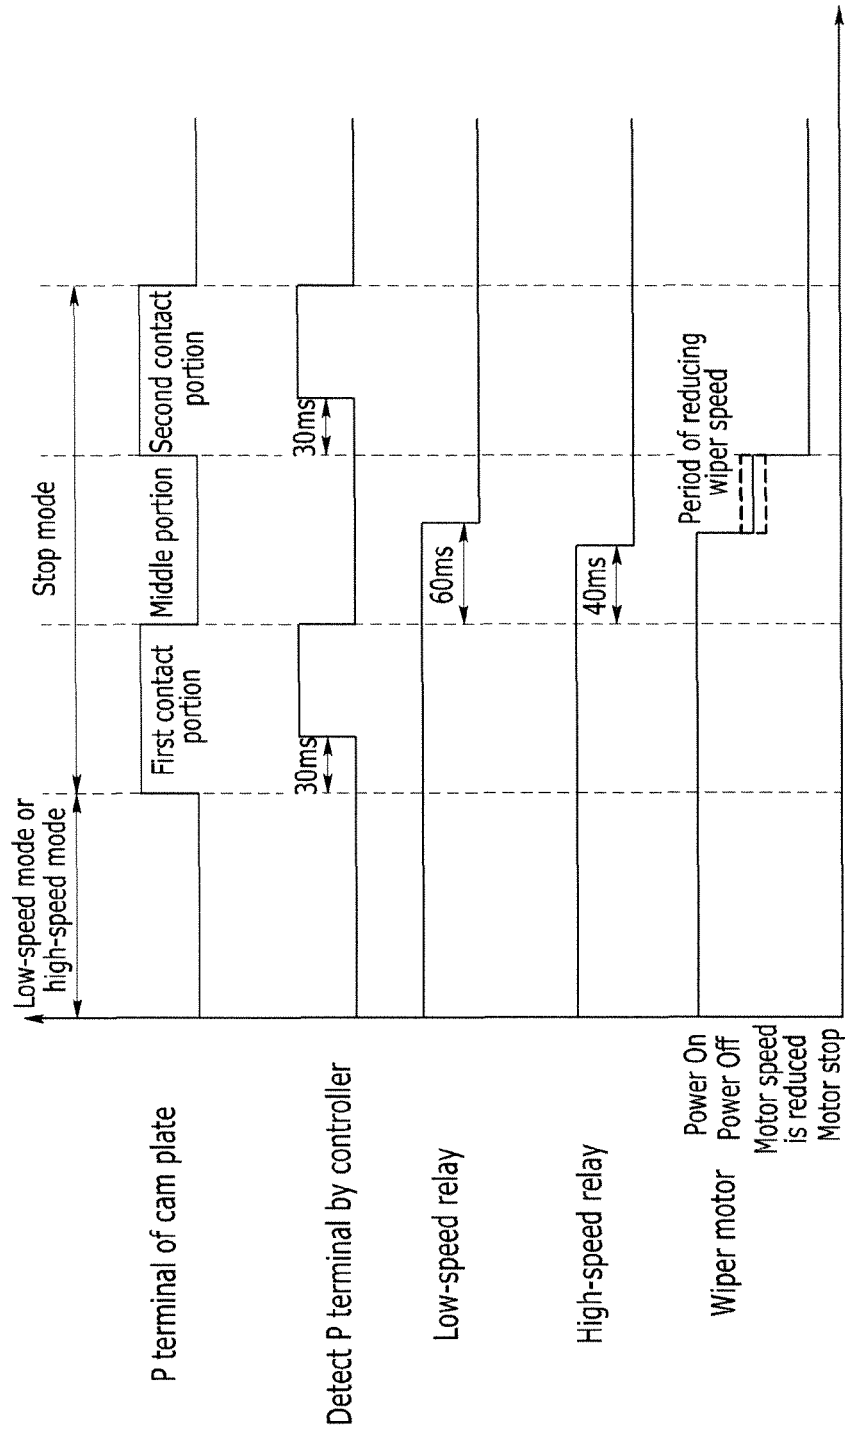 Low-speed mode or
high-speed mode
Stop mode
P terminal of cam plate
First contact
portion
Middle portion
Second contact
portion
Detect P terminal by controller
30ms
30ms
Low-speed relay
60ms
High-speed relay
40ms
Wiper motor
Power On
Power Off
Motor speed
is reduced
Motor stop
Period of reducing
wiper speed